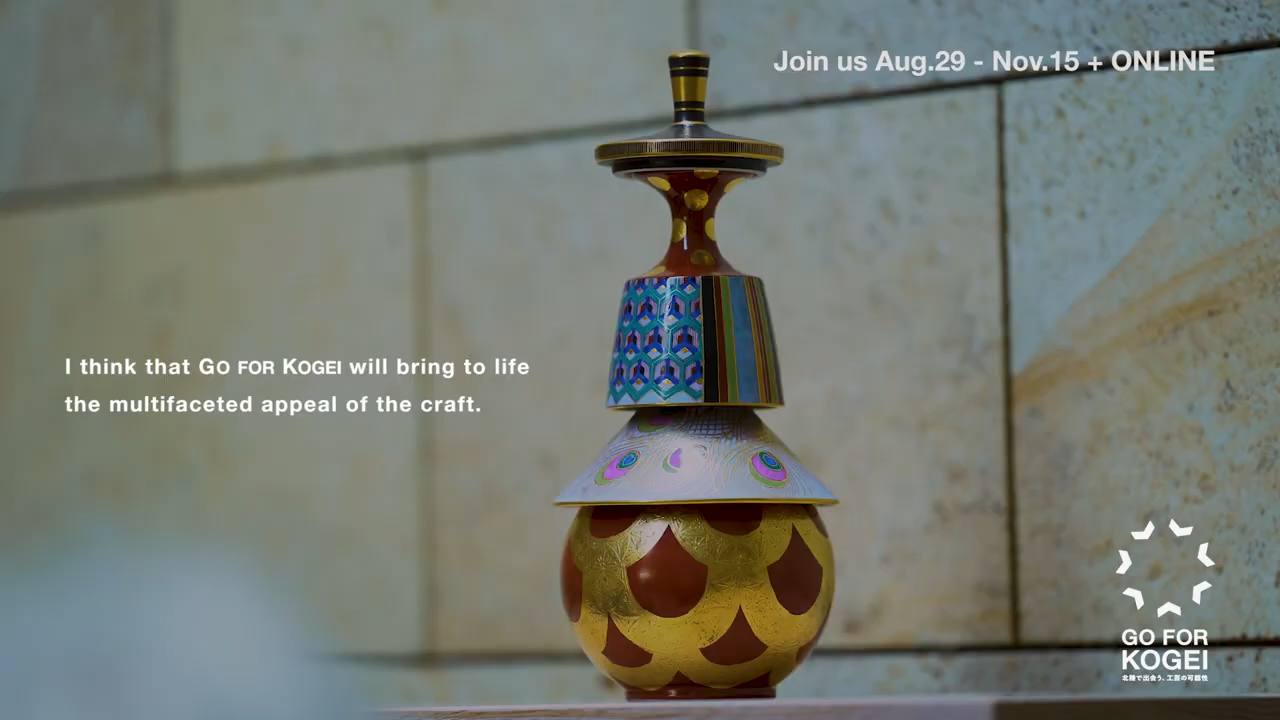 Join us Aug.29 - Nov.15 + ONLINE
I think that GO FOR KOGEI will bring to life
the multifaceted appeal of the craft.
GO FOR
KOGEI
北陸で出会う、工芸の可能性